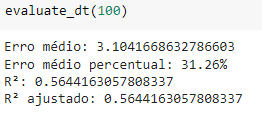 evaluate_dt(100)
Erro médio: 3.1041668632786603
Erro médio percentual: 31.26%
R²: 0.5644163057808337
R² ajustado: 0.5644163057808337